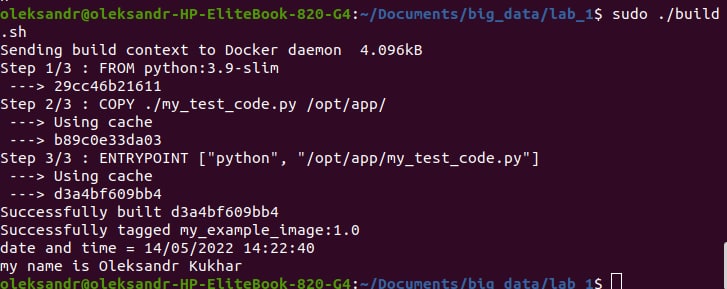 oleksandr@oleksandr-HP-EliteBook-820-G4:~/Documents/big_data/lab_1$ sudo ./build
.sh
Sending build context to Docker daemon  4.096kB
Step 1/3 : FROM python:3.9-slim
 ---> 29cc46b21611
Step 2/3 : COPY ./my_test_code.py /opt/app/
 ---> Using cache
 ---> b89c0e33da03
Step 3/3 : ENTRYPOINT ["python", "/opt/app/my_test_code.py"]
 ---> Using cache
 ---> d3a4bf609bb4
Successfully built d3a4bf609bb4
Successfully tagged my_example_image:1.0
date and time = 14/05/2022 14:22:40
my name is Oleksandr Kukhar
oleksandr@oleksandr-HP-EliteBook-820-G4:~/Documents/big_data/lab_1$